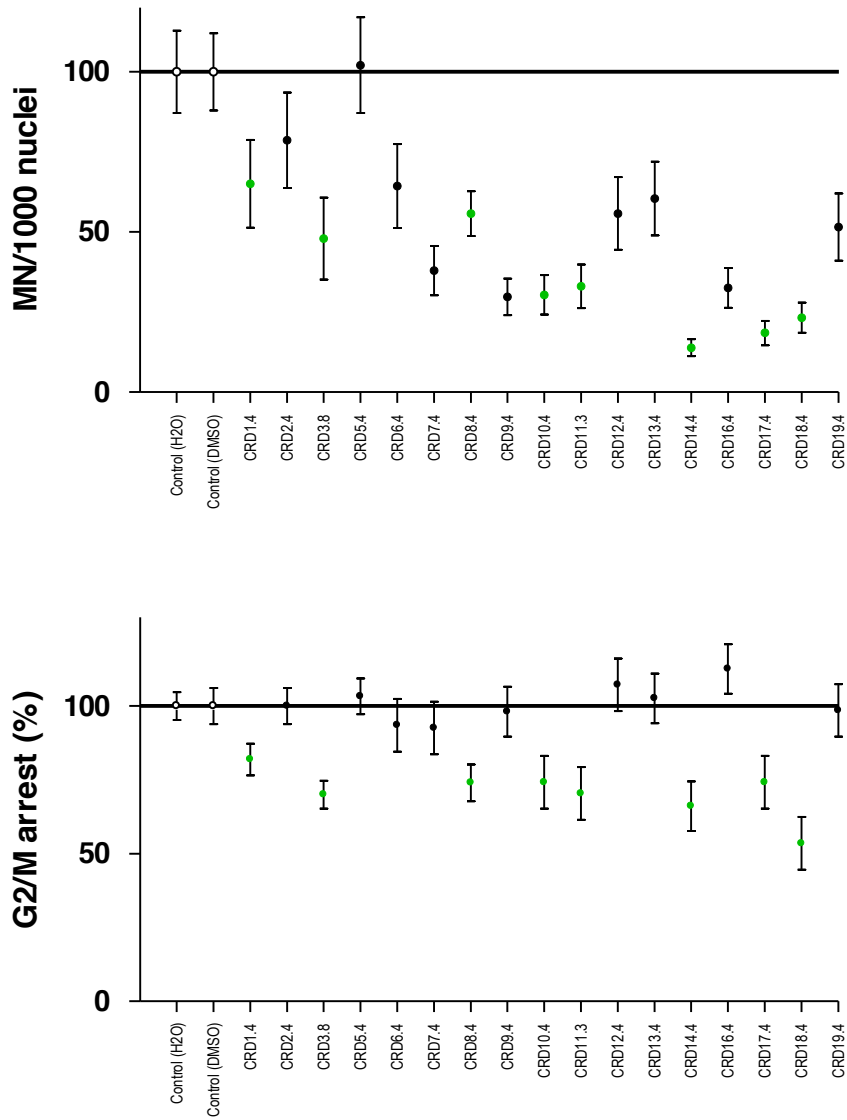 MN/1000 nuclei
100
50
0
Control (H2O)
Control (DMSO)
CRD1.4
CRD2.4
CRD3.8
CRD5.4
CRD6.4
CRD7.4
CRD8.4
CRD9.4
CRD10.4
CRD11.3
CRD12.4
CRD13.4
CRD14.4
CRD16.4
CRD17.4
CRD18.4
CRD19.4
G2/M arrest (%)
100
50
0
Control (H2O)
Control (DMSO)
CRD1.4
CRD2.4
CRD3.8
CRD5.4
CRD6.4
CRD7.4
CRD8.4
CRD9.4
CRD10.4
CRD11.3
CRD12.4
CRD13.4
CRD14.4
CRD16.4
CRD17.4
CRD18.4
CRD19.4